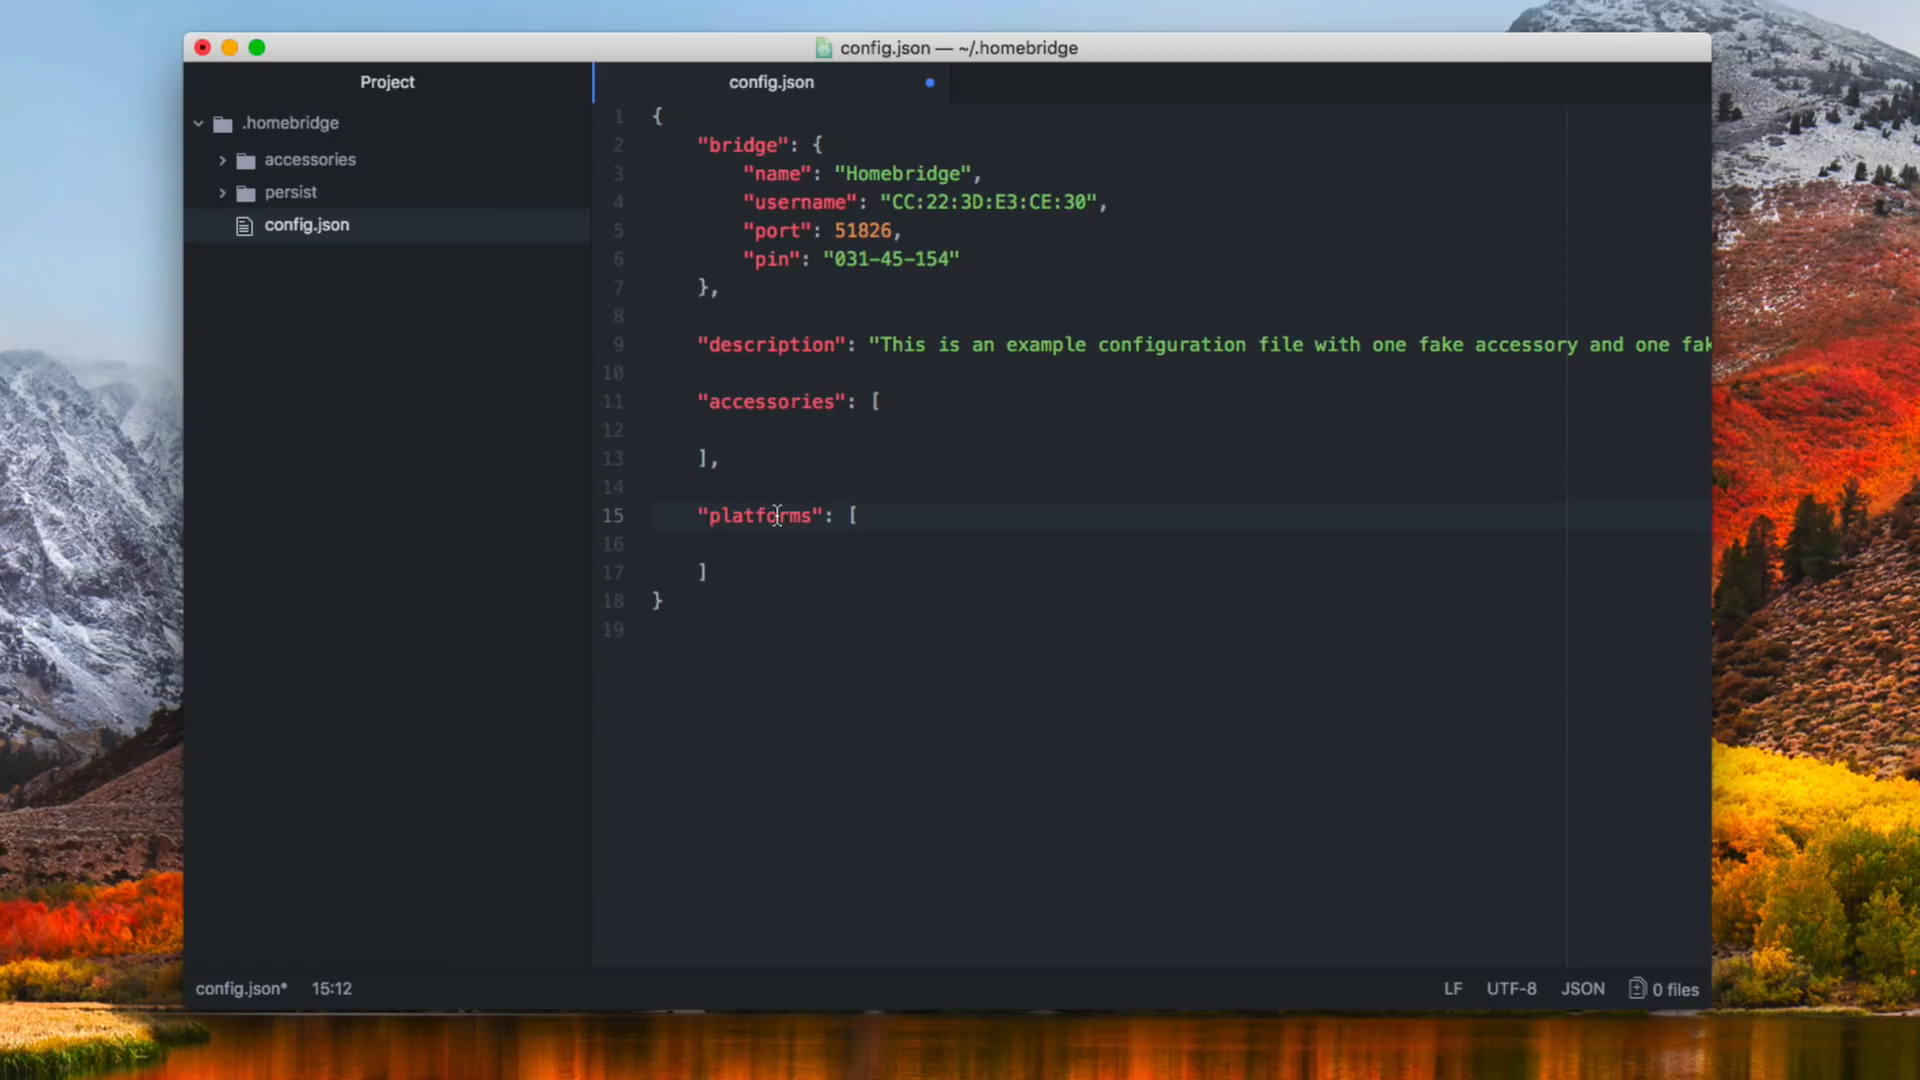 config.json — ~/.homebridge
Project
.homebridge
accessories
persist
config.json
config.json
1 {
2 "bridge": {
3 "name": "Homebridge",
4 "username": "CC:22:3D:E3:CE:30",
5 "port": 51826,
6 "pin": "031-45-154"
7 },
8
9 "description": "This is an example configuration file with one fake accessory and one fak
10
11 "accessories": [
12
13 ],
14
15 "platforms": [
16
17 ]
18 }
19
config.json* 15:12 LF UTF-8 JSON 0 files